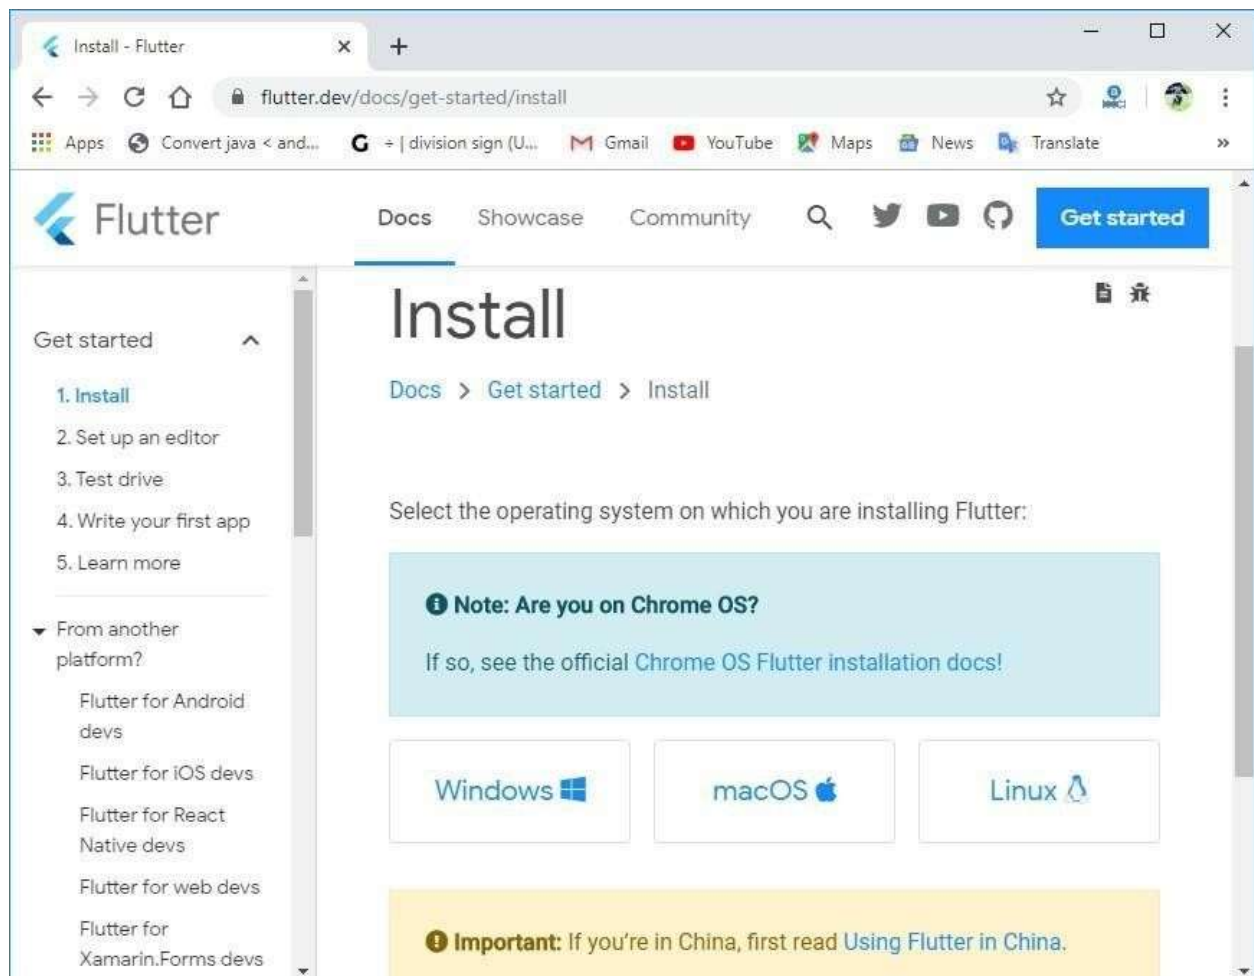 Install - Flutter
flutter.dev/docs/get-started/install
Apps Convert java < and... G ÷ | division sign (U... Gmail YouTube Maps News Translate »
Flutter Docs Showcase Community Get started
Get started
1. Install
2. Set up an editor
3. Test drive
4. Write your first app
5. Learn more
From another
platform?
Flutter for Android
devs
Flutter for iOS devs
Flutter for React
Native devs
Flutter for web devs
Flutter for
Xamarin.Forms devs
Install
Docs > Get started > Install
Select the operating system on which you are installing Flutter:
Note: Are you on Chrome OS?
If so, see the official Chrome OS Flutter installation docs!
Windows macOS Linux
Important: If you're in China, first read Using Flutter in China.